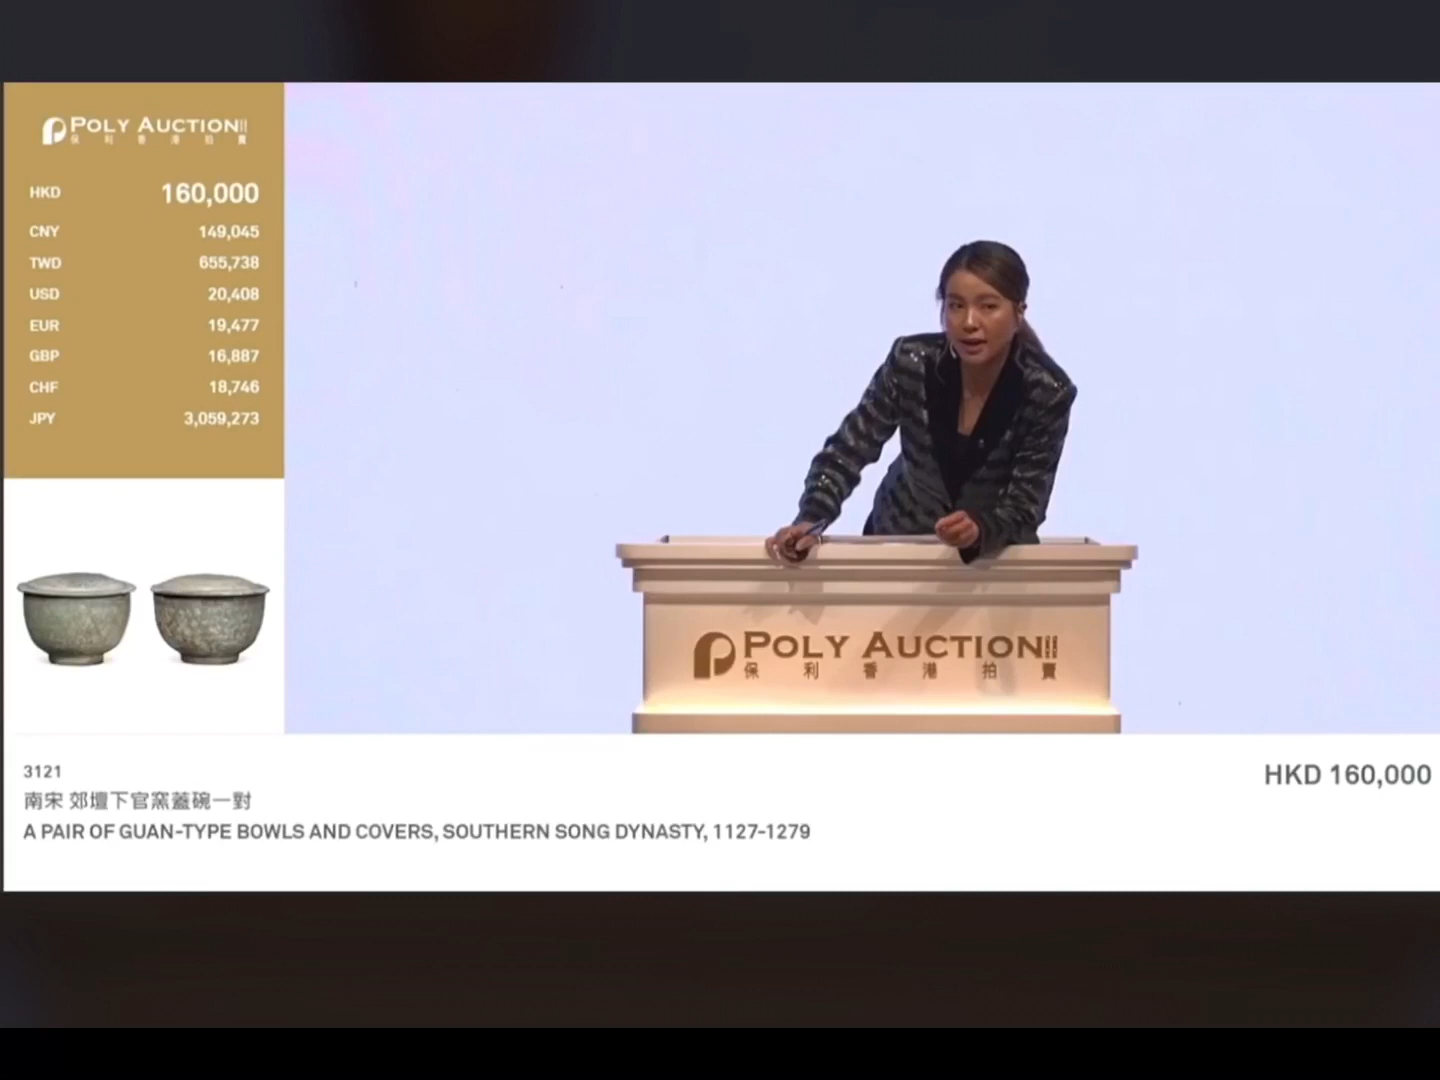 POLY AUCTION
保利香港拍賣
HKD 160,000
CNY 149,045
TWD 655,738
USD 20,408
EUR 19,477
GBP 16,887
CHF 18,746
JPY 3,059,273
POLY AUCTION
保利香港拍賣
3121
HKD 160,000
南宋 郊壇下官窯蓋碗一對
A PAIR OF GUAN-TYPE BOWLS AND COVERS, SOUTHERN SONG DYNASTY, 1127-1279